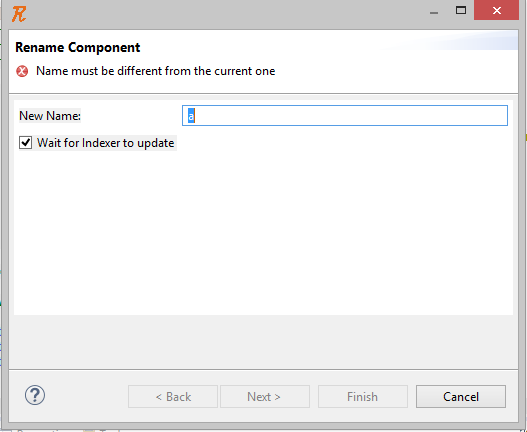 R
Rename Component
Name must be different from the current one
New Name:
a
Wait for Indexer to update
?
< Back
Next >
Finish
Cancel